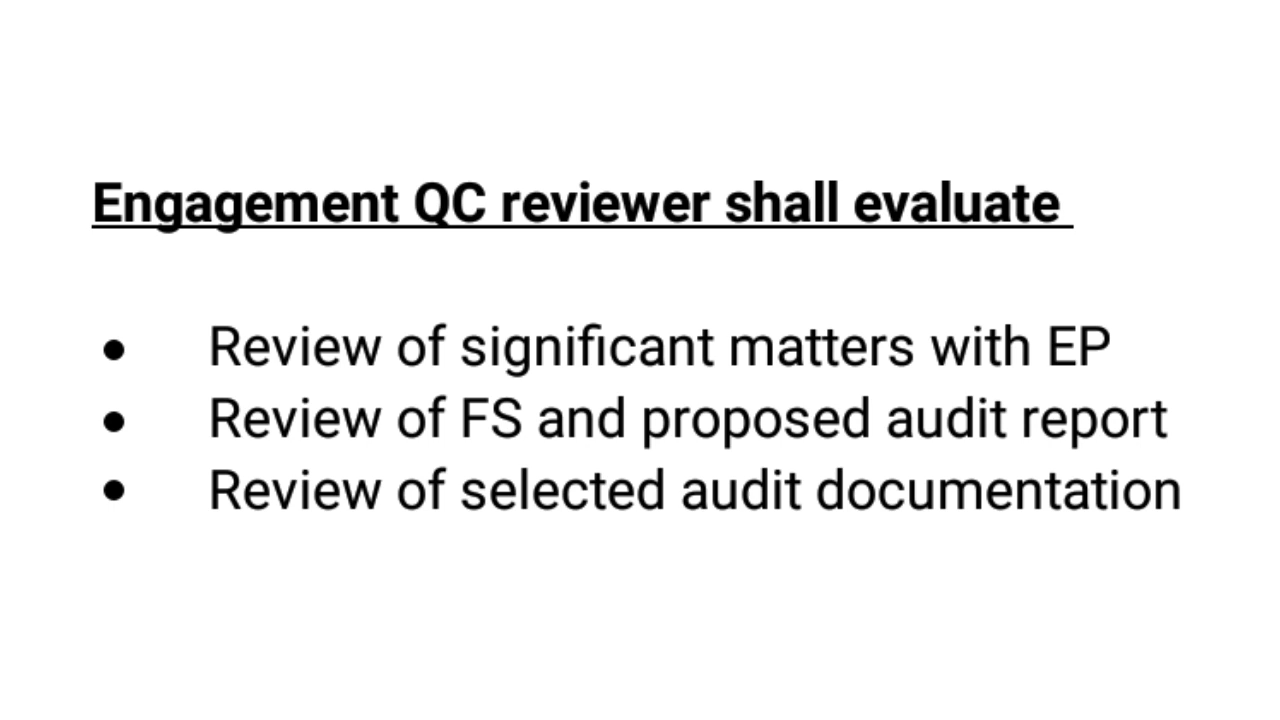 Engagement QC reviewer shall evaluate
● Review of significant matters with EP
● Review of FS and proposed audit report
● Review of selected audit documentation